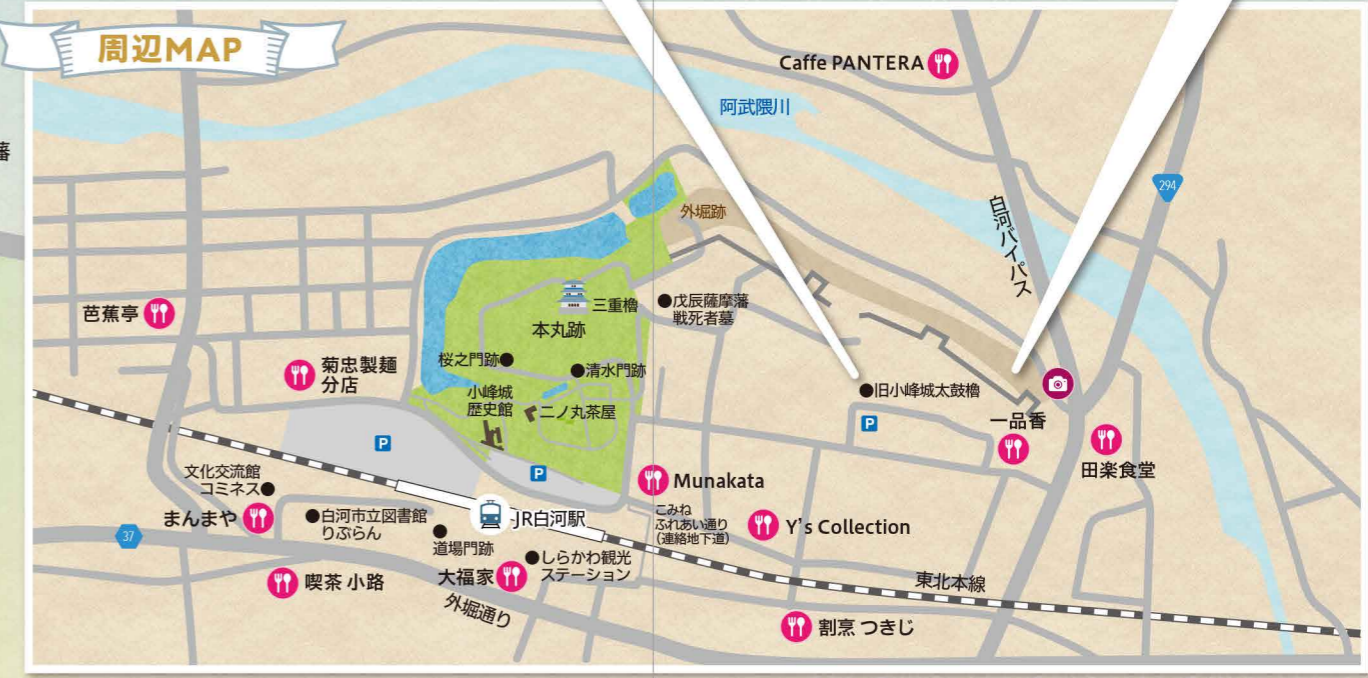 周辺MAP
藩
Caffe PANTERA
阿武隈川
294
白河バイパス
外堀跡
芭蕉亭
三重櫓
本丸跡
戊辰薩摩藩
戦死者墓
菊忠製麺
分店
桜之門跡
清水門跡
小峰城
歴史館
二ノ丸茶屋
旧小峰城太鼓櫓
P
一品香
田楽食堂
P
P
文化交流館
コミネス
まんまや
白河市立図書館
りぷらん
道場門跡
JR白河駅
Munakata
こみね
ふれあい通り
(連絡地下道)
Y's Collection
37
喫茶 小路
大福家
しらかわ観光
ステーション
外堀通り
東北本線
割烹 つきじ